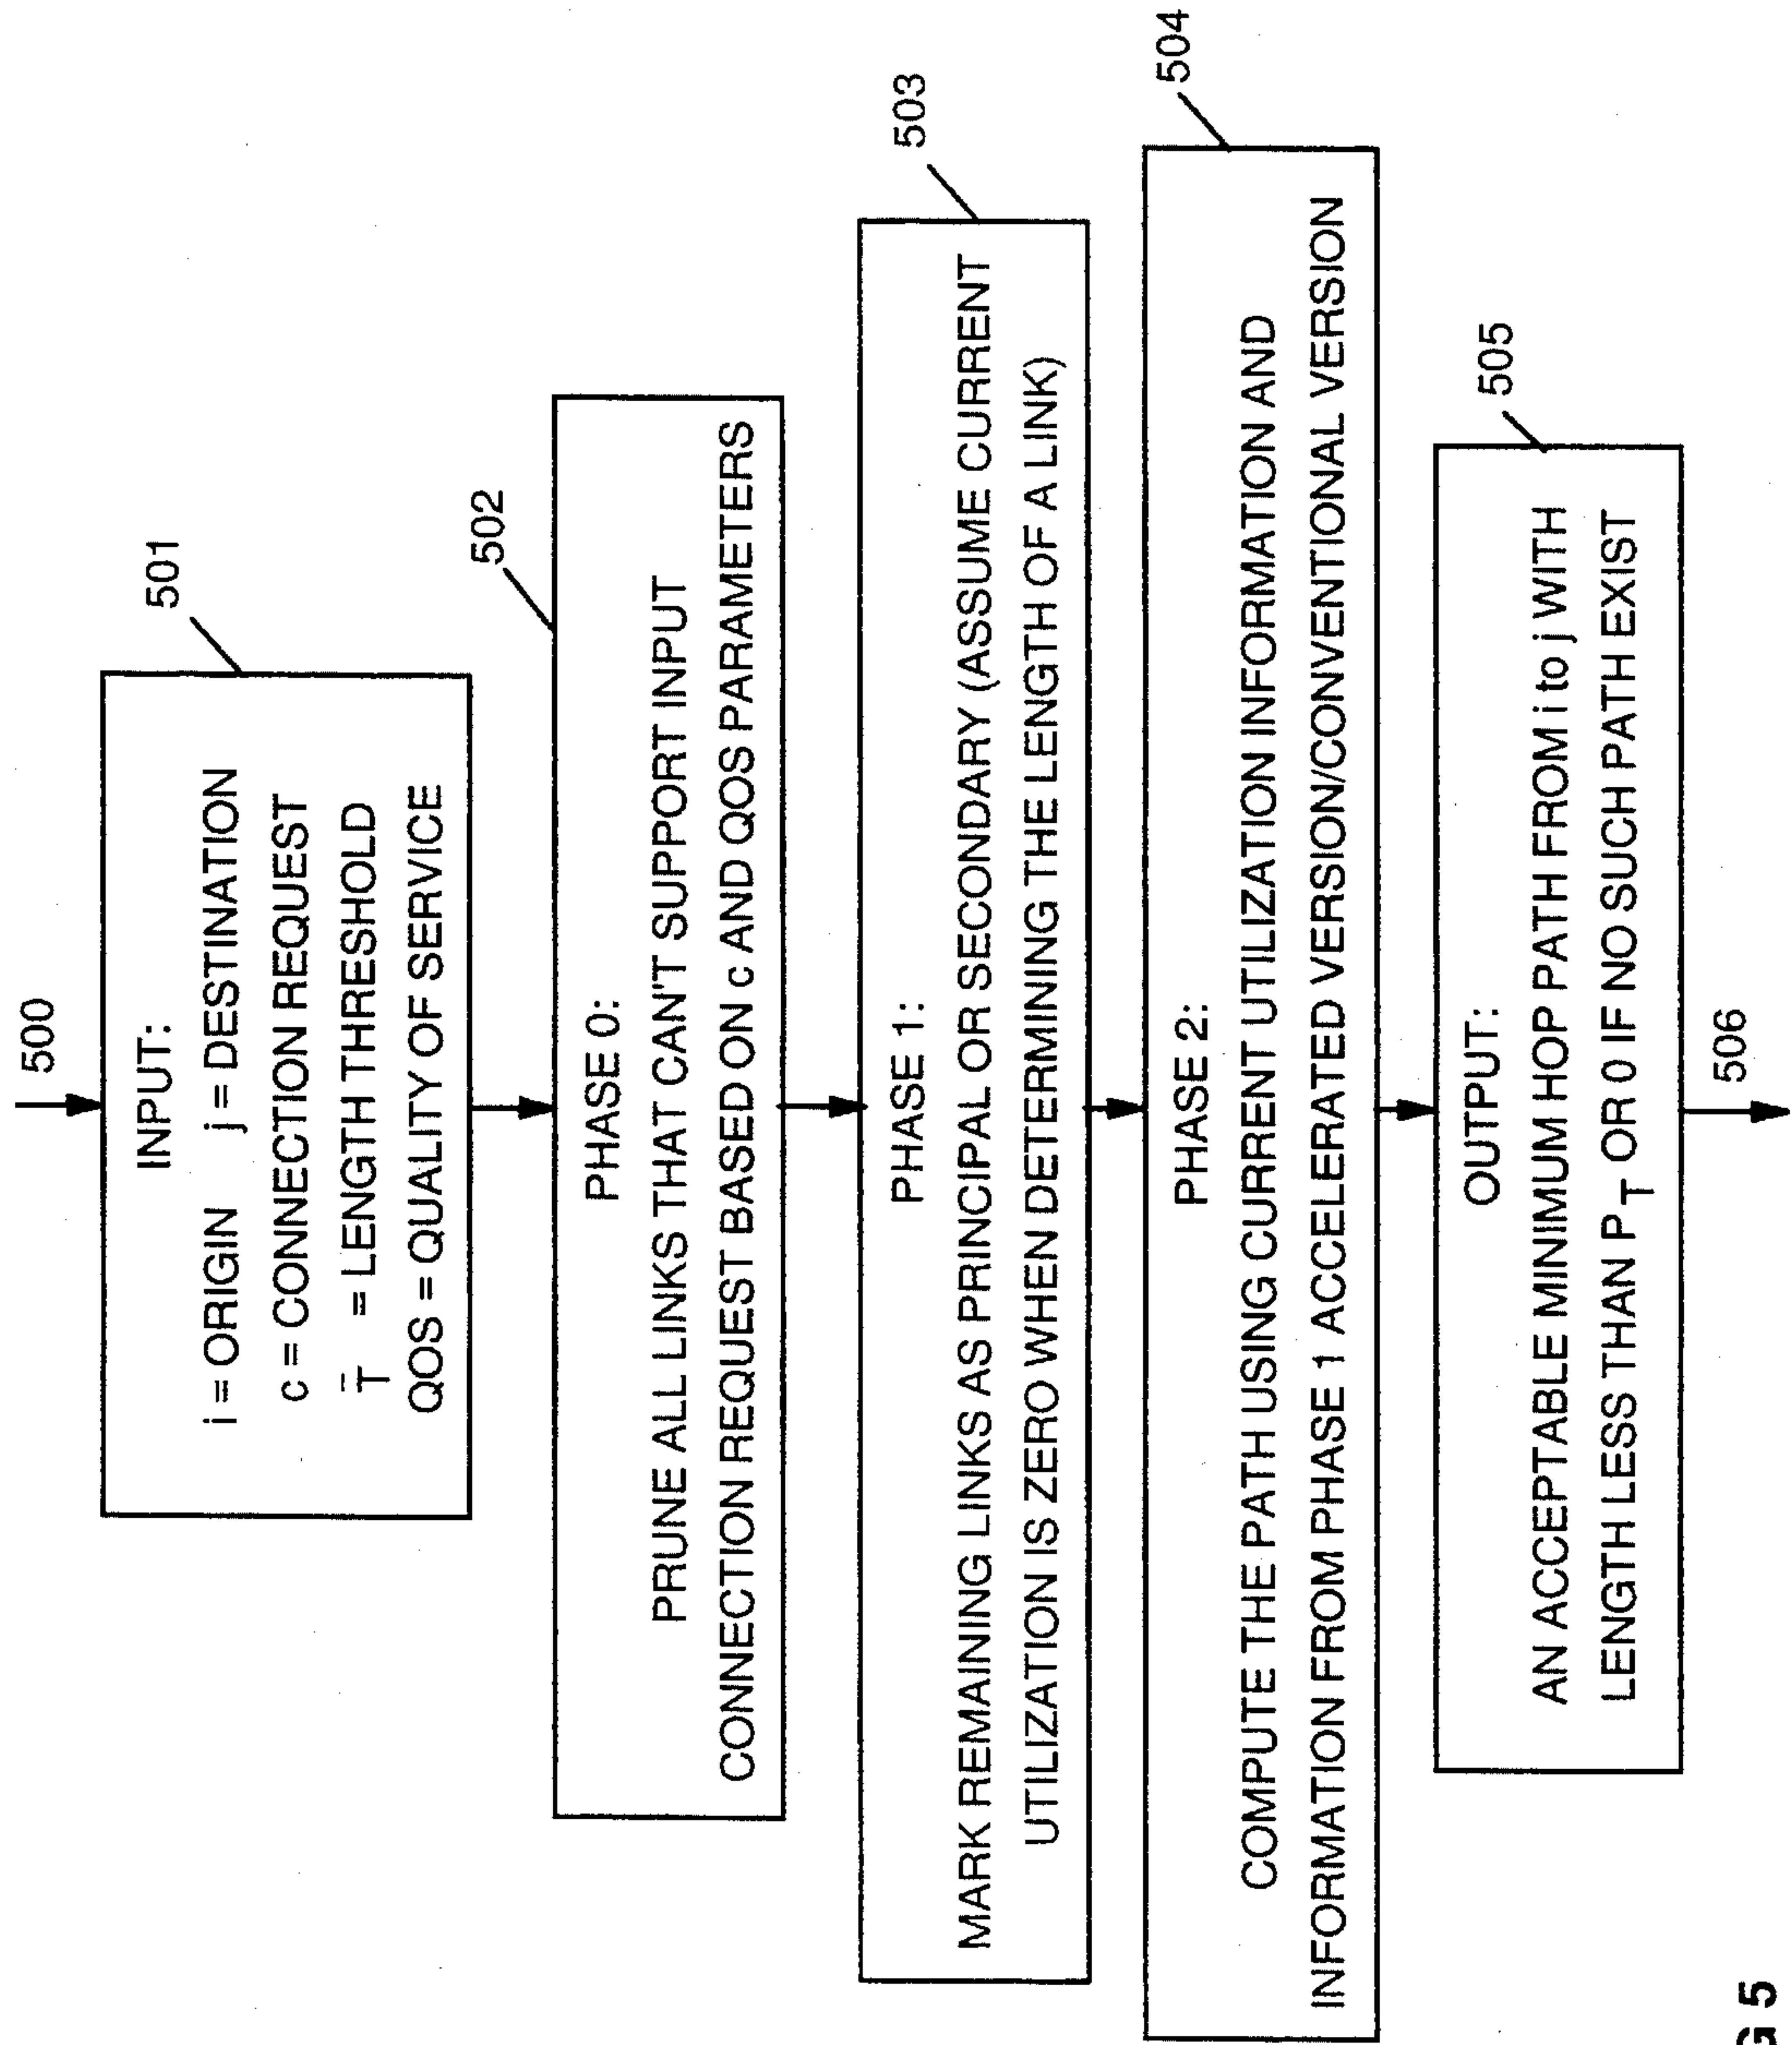 500
501
INPUT:
i = ORIGIN j = DESTINATION
c = CONNECTION REQUEST
T̅ = LENGTH THRESHOLD
QOS = QUALITY OF SERVICE
502
PHASE 0:
PRUNE ALL LINKS THAT CAN'T SUPPORT INPUT
CONNECTION REQUEST BASED ON c AND QOS PARAMETERS
503
PHASE 1:
MARK REMAINING LINKS AS PRINCIPAL OR SECONDARY (ASSUME CURRENT
UTILIZATION IS ZERO WHEN DETERMINING THE LENGTH OF A LINK)
504
PHASE 2:
COMPUTE THE PATH USING CURRENT UTILIZATION INFORMATION AND
INFORMATION FROM PHASE 1 ACCELERATED VERSION/CONVENTIONAL VERSION
505
OUTPUT:
AN ACCEPTABLE MINIMUM HOP PATH FROM i to j WITH
LENGTH LESS THAN P_T OR 0 IF NO SUCH PATH EXIST
506
G 5